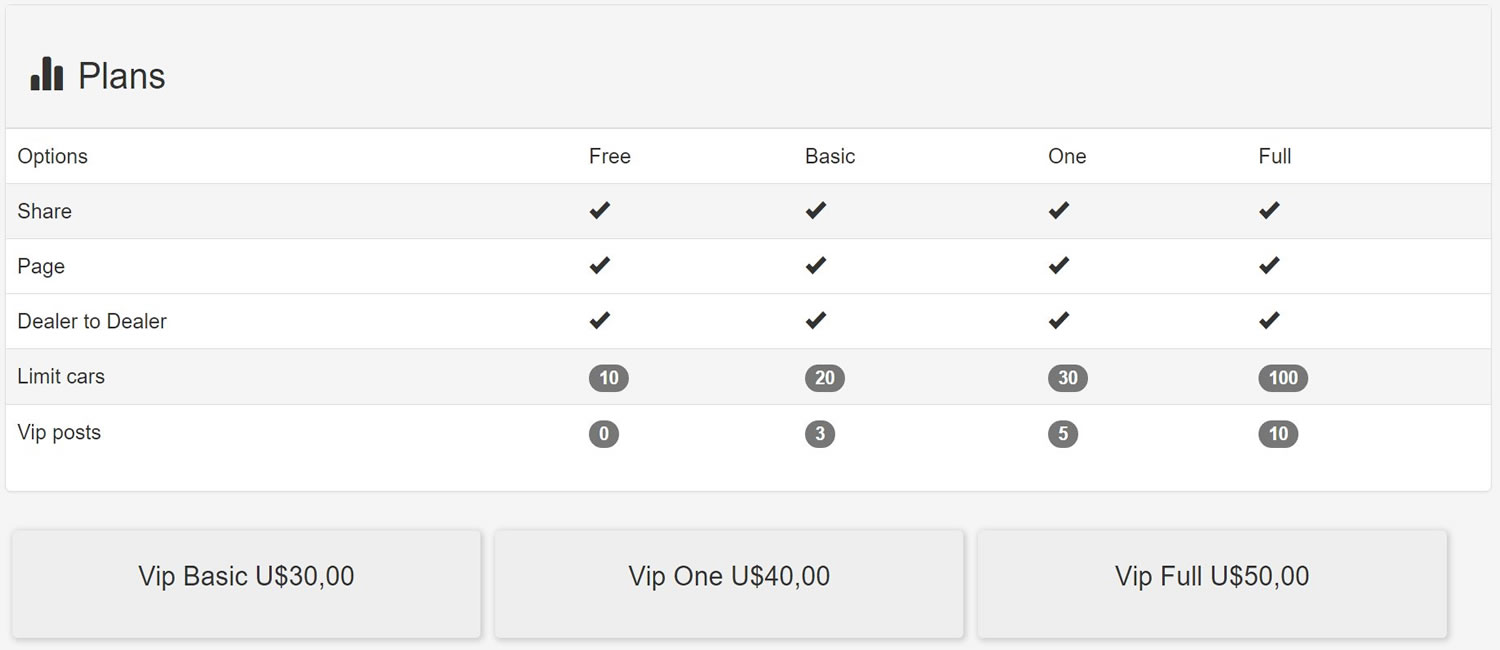 Plans
Options Free Basic One Full
Share ✔ ✔ ✔ ✔
Page ✔ ✔ ✔ ✔
Dealer to Dealer ✔ ✔ ✔ ✔
Limit cars 10 20 30 100
Vip posts 0 3 5 10
Vip Basic U$30,00 Vip One U$40,00 Vip Full U$50,00